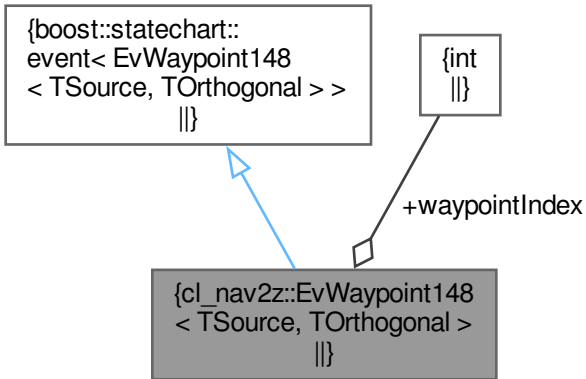 {boost::statechart::
event< EvWaypoint148
< TSource, TOrthogonal > >
||}
{int
||}
+waypointIndex
{cl_nav2z::EvWaypoint148
< TSource, TOrthogonal >
||}